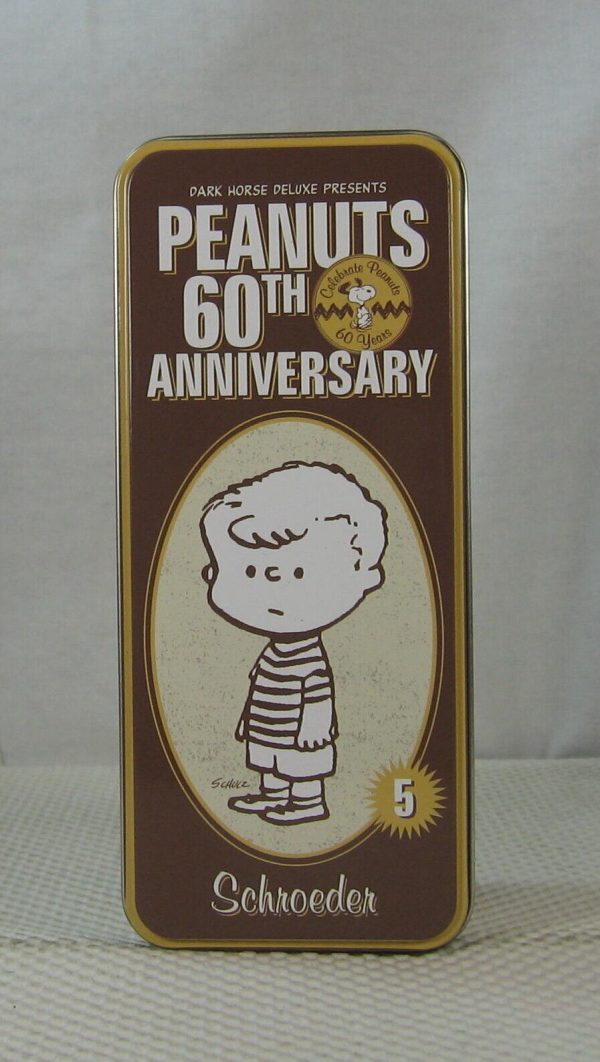 DARK HORSE DELUXE PRESENTS
PEANUTS
60TH
Celebrate Peanuts
60 Years
ANNIVERSARY
SCHULZ
5
Schroeder